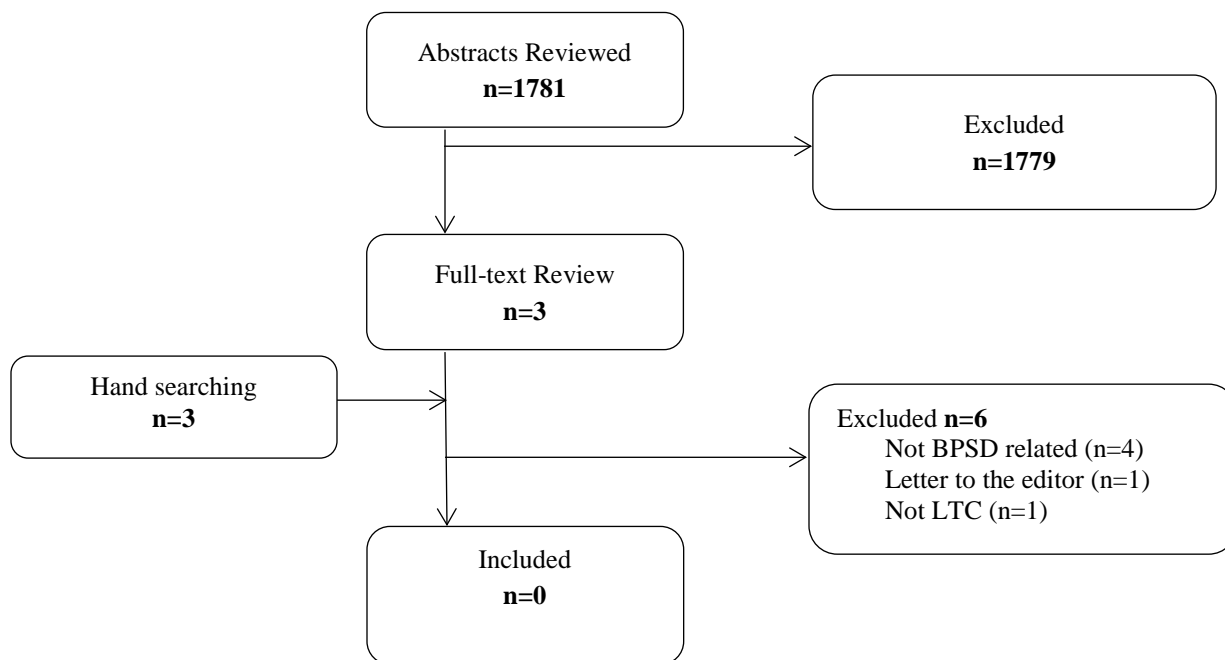 Abstracts Reviewed
n=1781
Excluded
n=1779
Full-text Review
n=3
Hand searching
n=3
Excluded n=6
Not BPSD related (n=4)
Letter to the editor (n=1)
Not LTC (n=1)
Included
n=0